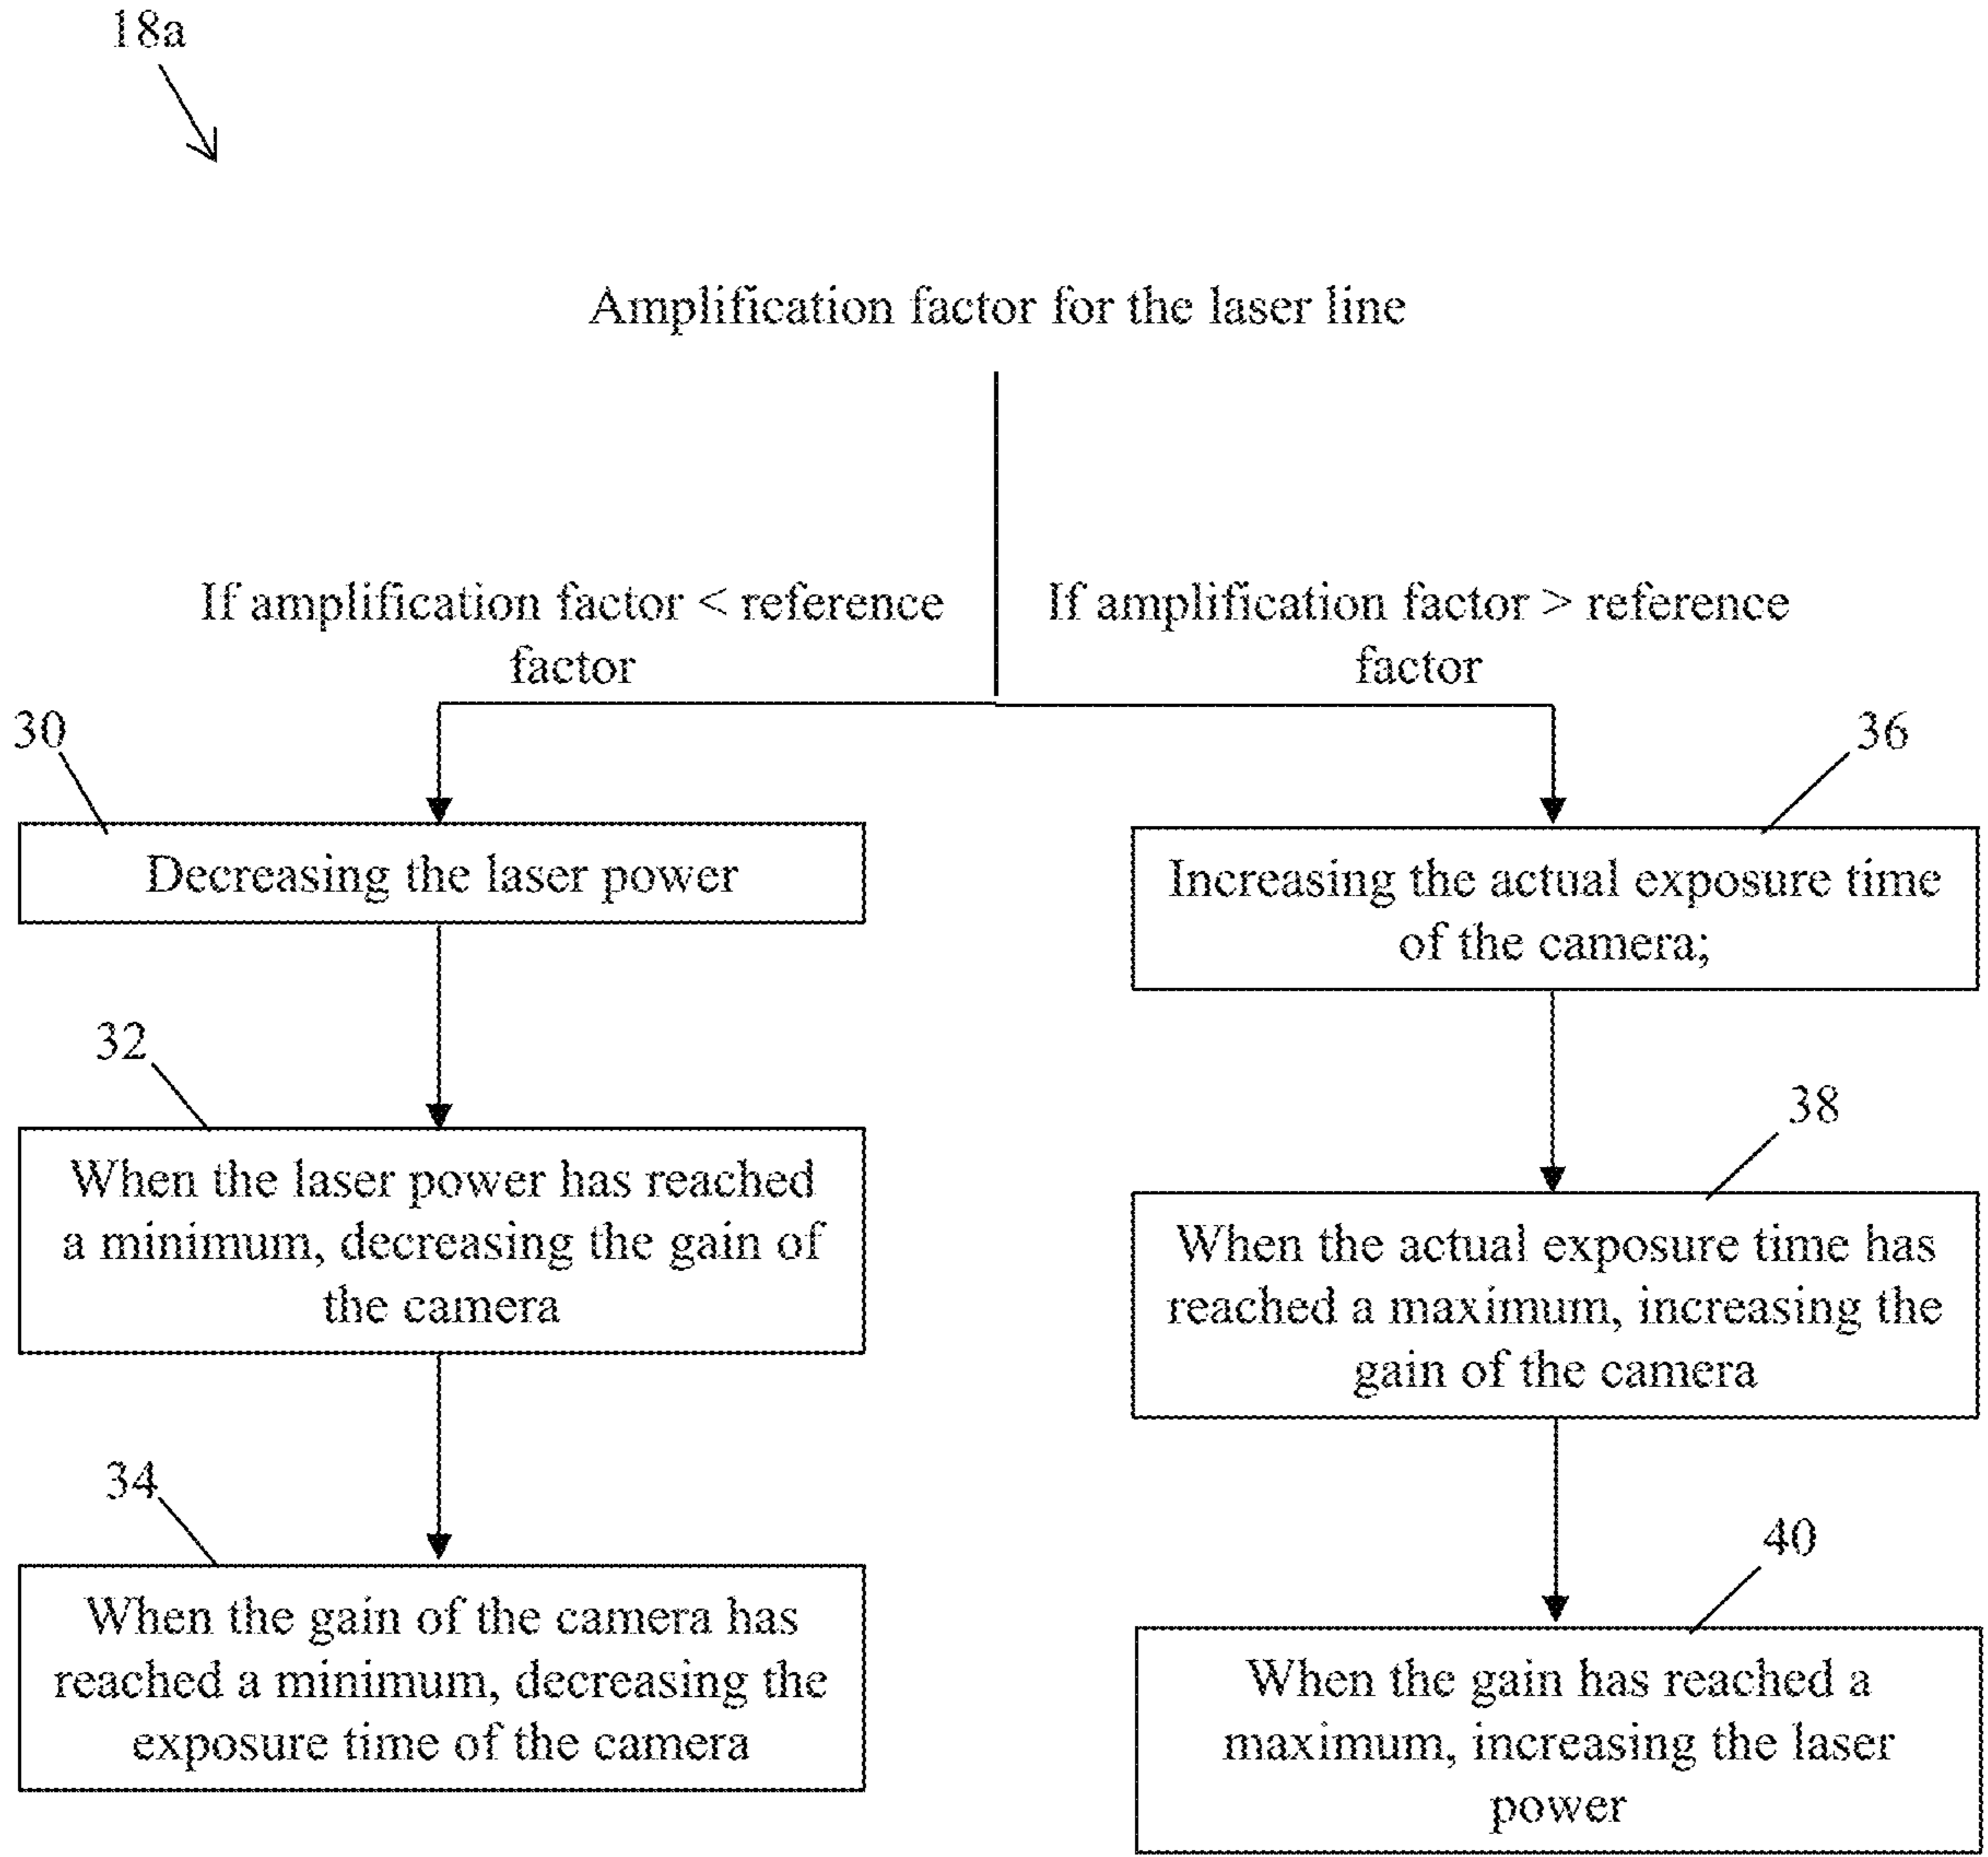 18a
Amplification factor for the laser line
If amplification factor < reference
factor
If amplification factor > reference
factor
30
Decreasing the laser power
32
When the laser power has reached
a minimum, decreasing the gain of
the camera
34
When the gain of the camera has
reached a minimum, decreasing the
exposure time of the camera
36
Increasing the actual exposure time
of the camera;
38
When the actual exposure time has
reached a maximum, increasing the
gain of the camera
40
When the gain has reached a
maximum, increasing the laser
power